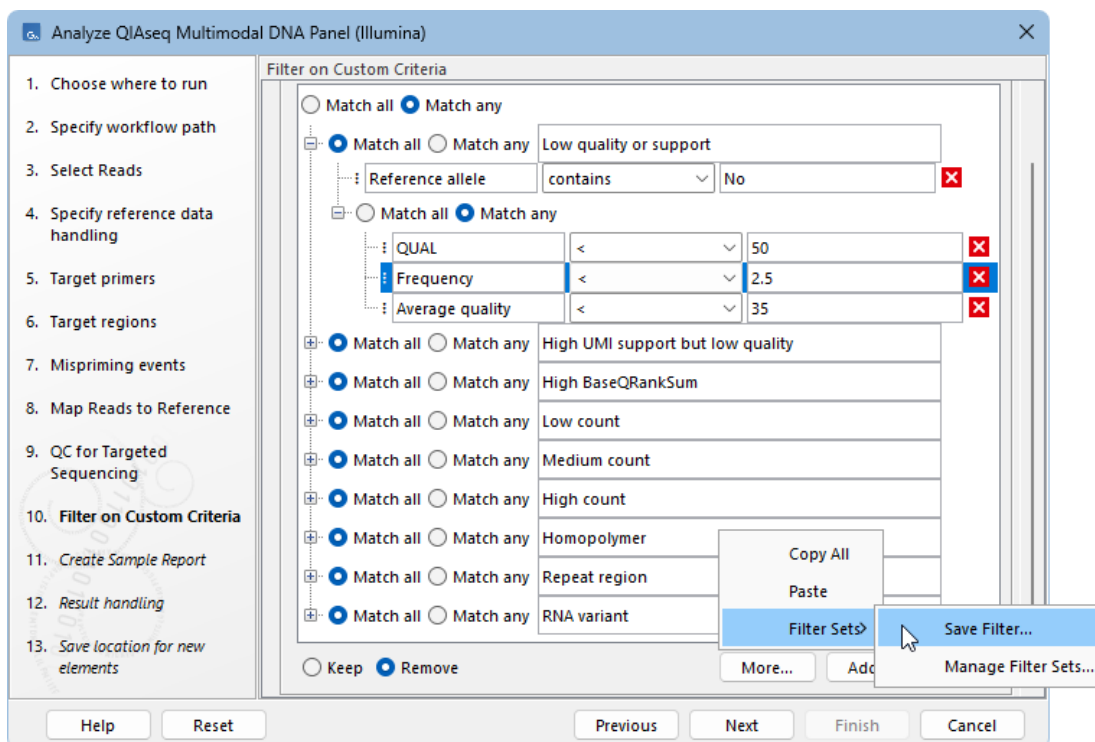 Analyze QIAseq Multimodal DNA Panel (Illumina)
1. Choose where to run
2. Specify workflow path
3. Select Reads
4. Specify reference data
handling
5. Target primers
6. Target regions
7. Mispriming events
8. Map Reads to Reference
9. QC for Targeted
Sequencing
10. Filter on Custom Criteria
11. Create Sample Report
12. Result handling
13. Save location for new
elements
Filter on Custom Criteria
Match all Match any
Match all Match any Low quality or support
Reference allele contains No
Match all Match any
QUAL < 50
Frequency < 2.5
Average quality < 35
Match all Match any High UMI support but low quality
Match all Match any High BaseQRankSum
Match all Match any Low count
Match all Match any Medium count
Match all Match any High count
Match all Match any Homopolymer
Match all Match any Repeat region
Match all Match any RNA variant
Copy All
Paste
Filter Sets
Save Filter...
Manage Filter Sets...
Keep Remove More... Add
Help Reset Previous Next Finish Cancel